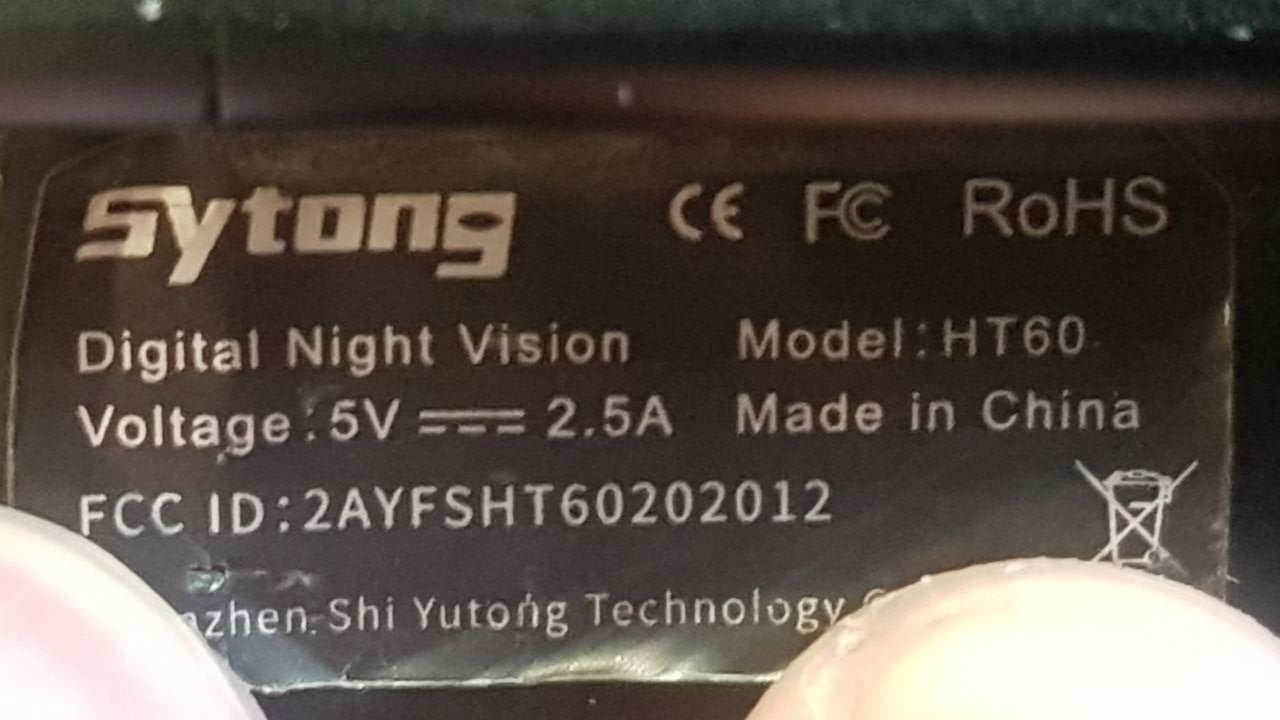 Sytong CE FC RoHS
Digital Night Vision Model:HT60
Voltage:5V ⎓ 2.5A Made in China
FCC ID:2AYFSHT60202012
Shi Yutong Technology